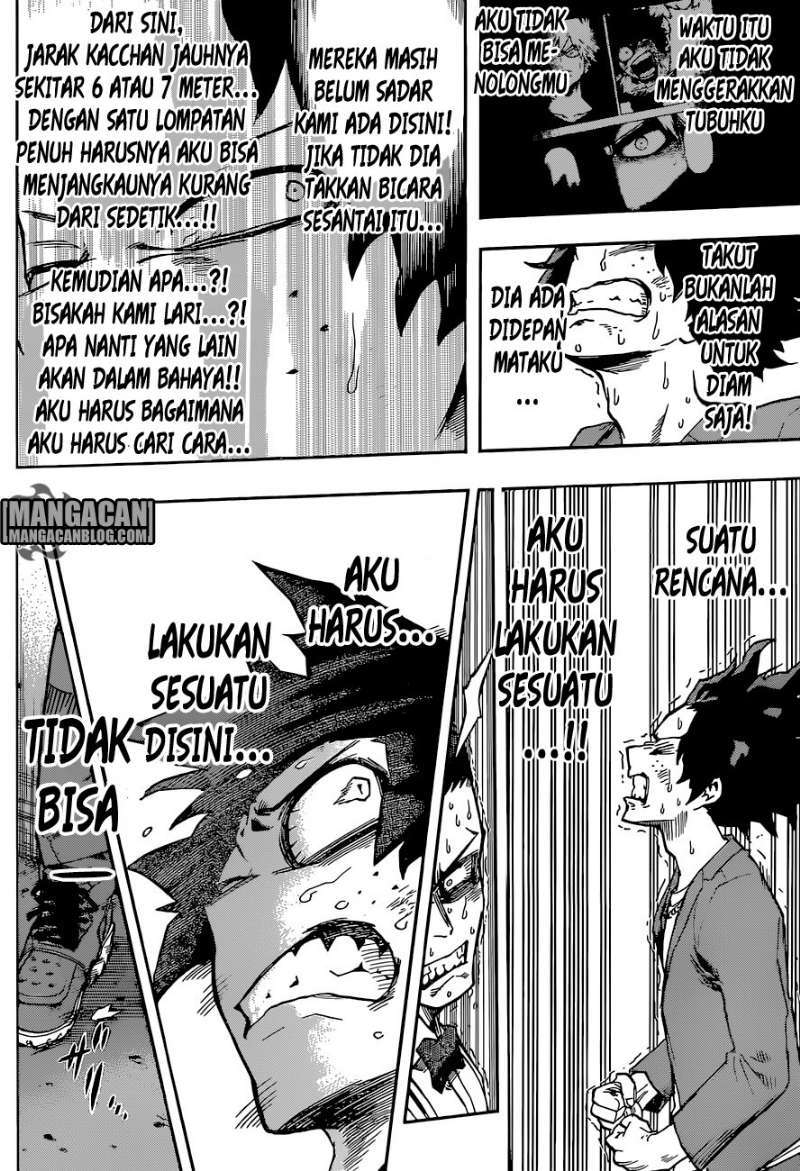 WAKTU ITU
AKU TIDAK
MENGGERAKKAN
TUBUHKU
AKU TIDAK
BISA ME-
NOLONGMU
TAKUT
BUKANLAH
ALASAN
UNTUK
DIAM
SAJA!
DIA ADA
DIDEPAN
MATAKU
...
MEREKA MASIH
BELUM SADAR
KAMI ADA DISINI!
JIKA TIDAK DIA
TAKKAN BICARA
SESANTAI ITU...
DARI SINI,
JARAK KACCHAN JAUHNYA
SEKITAR 6 ATAU 7 METER...
DENGAN SATU LOMPATAN
PENUH HARUSNYA AKU BISA
MENJANGKAUNYA KURANG
DARI SEDETIK...!!
KEMUDIAN APA...?!
BISAKAH KAMI LARI...?!
APA NANTI YANG LAIN
AKAN DALAM BAHAYA!!
AKU HARUS BAGAIMANA
AKU HARUS CARI CARA...
SUATU
RENCANA...
AKU
HARUS
LAKUKAN
SESUATU
...!!
AKU
HARUS...
LAKUKAN
SESUATU
DISINI...
TIDAK
BISA
—
MANGACAN
MANGACANBLOG.COM